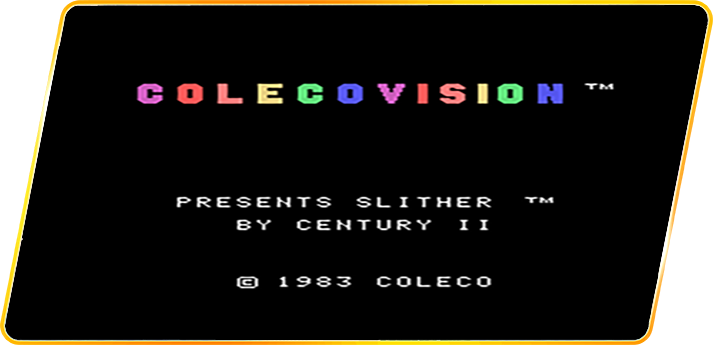 COLECOVISION ™
PRESENTS SLITHER ™
BY CENTURY II
© 1983 COLECO